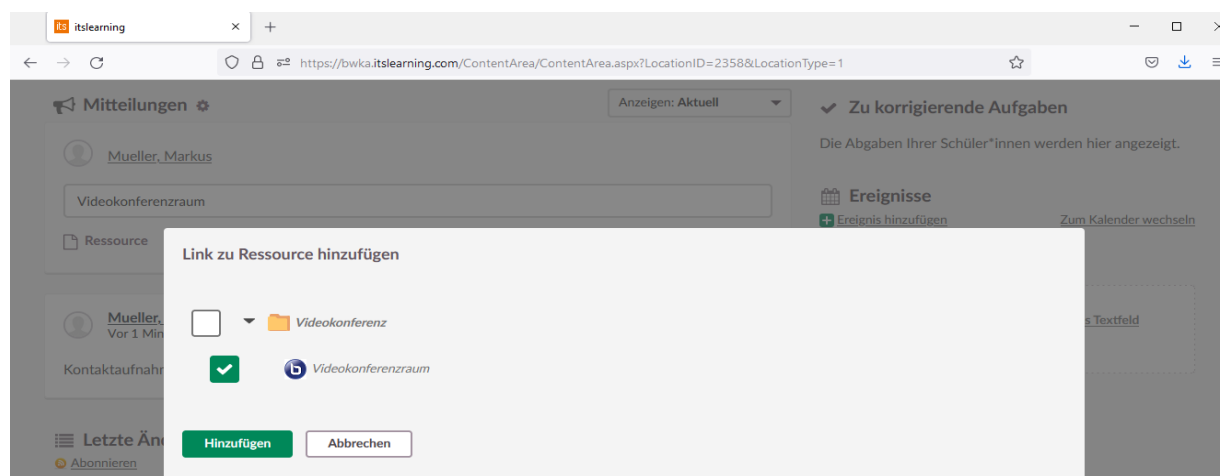 its itslearning
https://bwka.itslearning.com/ContentArea/ContentArea.aspx?LocationID=2358&LocationType=1
Mitteilungen
Anzeigen: Aktuell
Mueller, Markus
Videokonferenzraum
Ressource
Zu korrigierende Aufgaben
Die Abgaben Ihrer Schüler*innen werden hier angezeigt.
Ereignisse
Ereignis hinzufügen Zum Kalender wechseln
Link zu Ressource hinzufügen
Videokonferenz
b Videokonferenzraum
Hinzufügen Abbrechen
Mueller,
Vor 1 Min
Kontaktaufnahr
Letzte Än
Abonnieren
s Textfeld